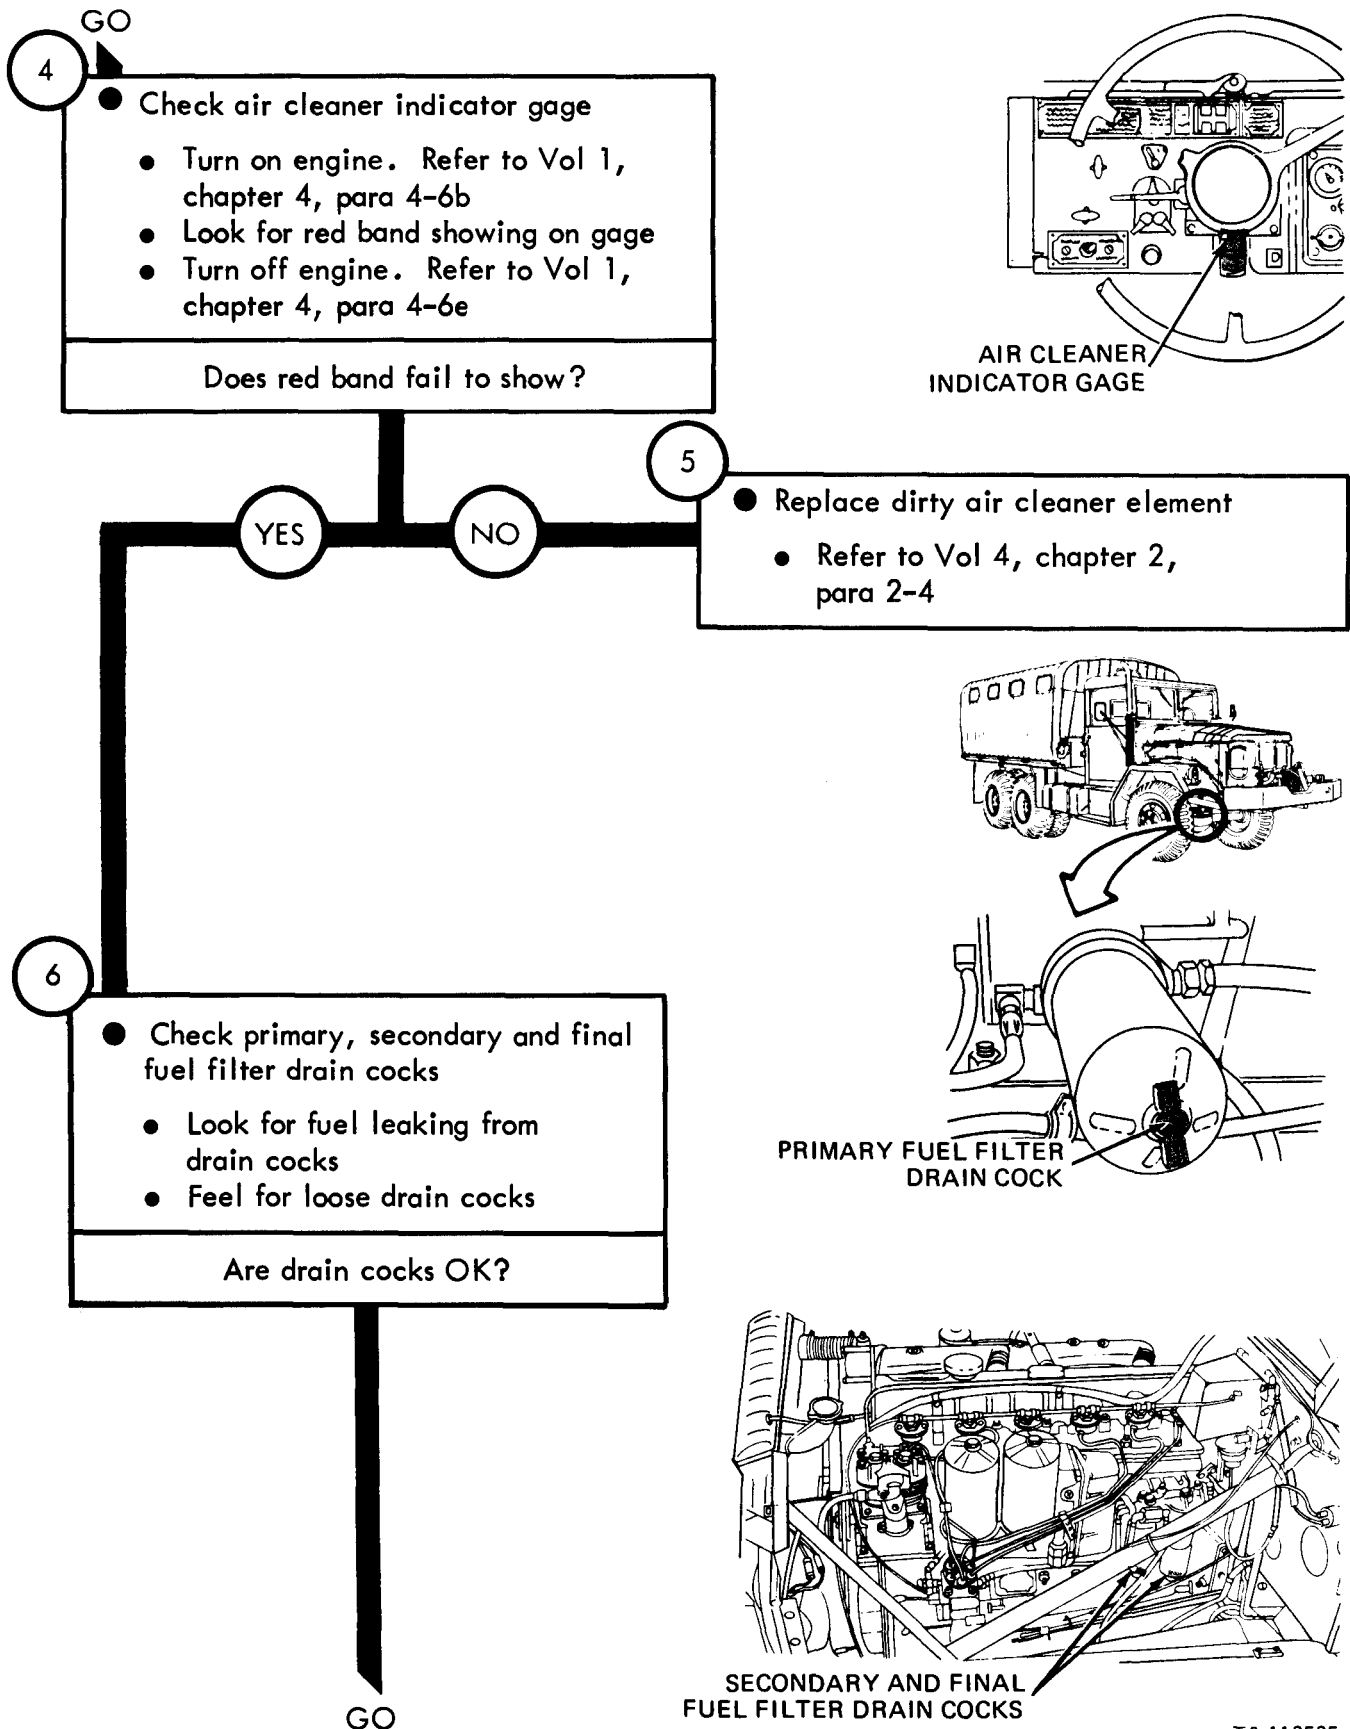 GO
4
● Check air cleaner indicator gage
● Turn on engine. Refer to Vol 1,
chapter 4, para 4-6b
● Look for red band showing on gage
● Turn off engine. Refer to Vol 1,
chapter 4, para 4-6e
Does red band fail to show?
AIR CLEANER
INDICATOR GAGE
YES
NO
5
● Replace dirty air cleaner element
● Refer to Vol 4, chapter 2,
para 2-4
6
● Check primary, secondary and final
fuel filter drain cocks
● Look for fuel leaking from
drain cocks
● Feel for loose drain cocks
Are drain cocks OK?
PRIMARY FUEL FILTER
DRAIN COCK
SECONDARY AND FINAL
FUEL FILTER DRAIN COCKS
GO